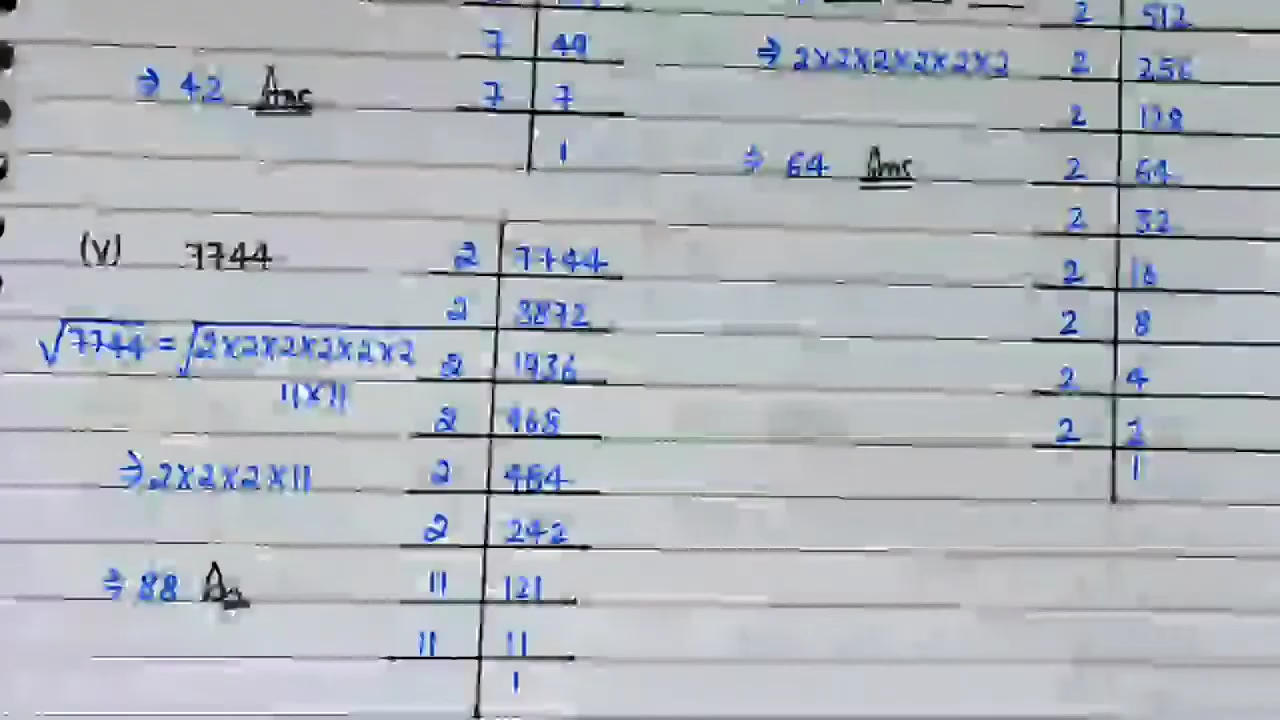 7 | 49
⇒ 42 Ans
7 | 7
1
2 | 512
⇒ 2×2×2×2×2×2
2 | 256
2 | 128
⇒ 64 Ans
2 | 64
2 | 32
2 | 16
2 | 8
2 | 4
2 | 2
1
(V) 7744
√7744 = √2×2×2×2×2×2
11×11
⇒ 2×2×2×11
⇒ 88 Ans
2 | 7744
2 | 3872
2 | 1936
2 | 968
2 | 484
2 | 242
11 | 121
11 | 11
1